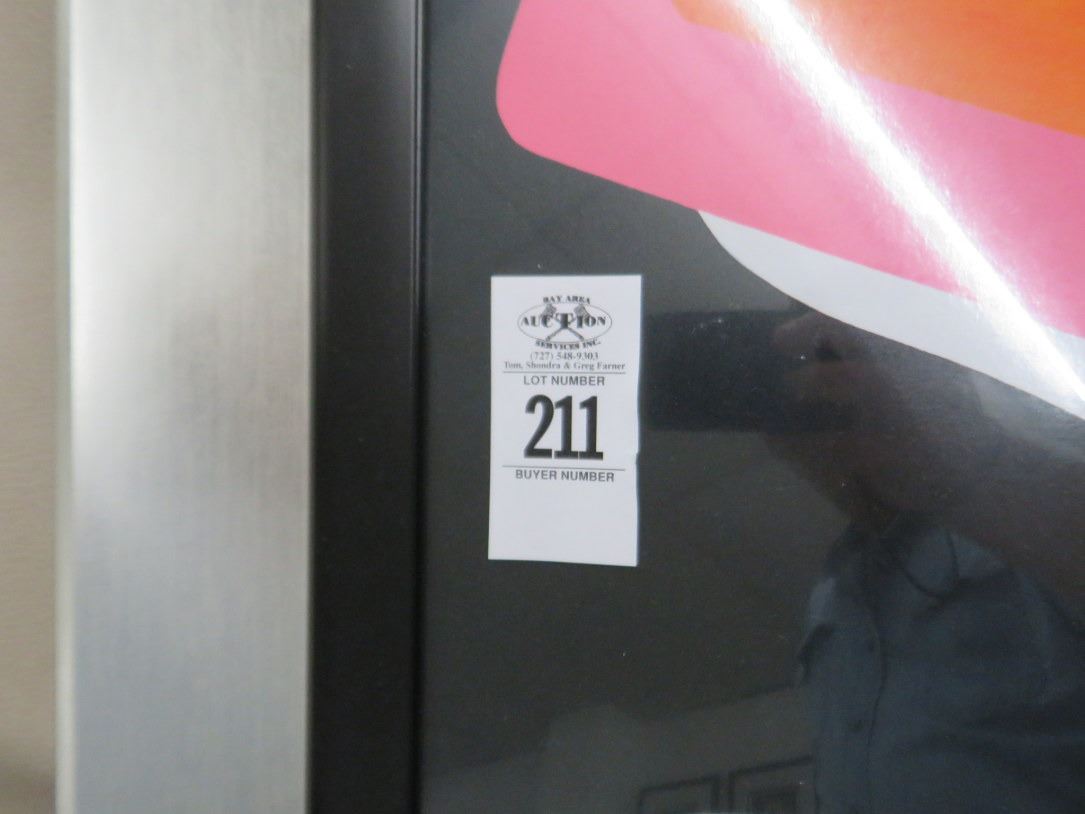 BAY AREA
AUCTION
SERVICES INC.
(727) 548-9303
Tom, Shondra & Greg Farner
LOT NUMBER
211
BUYER NUMBER